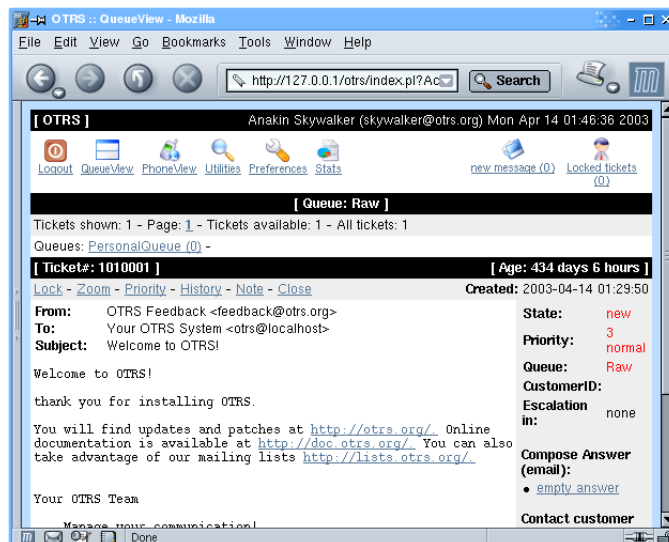 OTRS :: QueueView - Mozilla
File Edit View Go Bookmarks Tools Window Help
http://127.0.0.1/otrs/index.pl?Ac Search
[ OTRS ] Anakin Skywalker (skywalker@otrs.org) Mon Apr 14 01:46:36 2003
Logout QueueView PhoneView Utilities Preferences Stats new message (0) Locked tickets
(0)
[ Queue: Raw ]
Tickets shown: 1 - Page: 1 - Tickets available: 1 - All tickets: 1
Queues: PersonalQueue (0) -
[ Ticket#: 1010001 ] [ Age: 434 days 6 hours ]
Lock - Zoom - Priority - History - Note - Close Created: 2003-04-14 01:29:50
From: OTRS Feedback <feedback@otrs.org>
To: Your OTRS System <otrs@localhost>
Subject: Welcome to OTRS!
Welcome to OTRS!
thank you for installing OTRS.
You will find updates and patches at http://otrs.org/. Online
documentation is available at http://doc.otrs.org/. You can also
take advantage of our mailing lists http://lists.otrs.org/.
Your OTRS Team
Manage your communication!
State: new
Priority: 3
normal
Queue: Raw
CustomerID:
Escalation
in: none
Compose Answer
(email):
• empty answer
Contact customer
Done